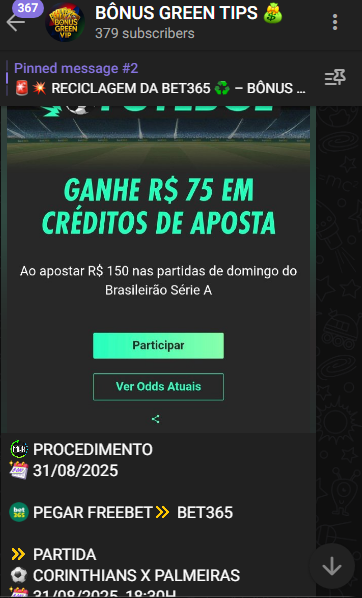 367
BÔNUS GREEN TIPS 💰
379 subscribers
BÔNUS
GREEN
VIP
Pinned message #2
🚨💥 RECICLAGEM DA BET365 ♻️ – BÔNUS ...
FUTEBOL
GANHE R$ 75 EM
CRÉDITOS DE APOSTA
Ao apostar R$ 150 nas partidas de domingo do
Brasileirão Série A
Participar
Ver Odds Atuais
PROCEDIMENTO
31/08/2025
bet365 PEGAR FREEBET BET365
PARTIDA
⚽ CORINTHIANS X PALMEIRAS
31/08/2025 18:30H